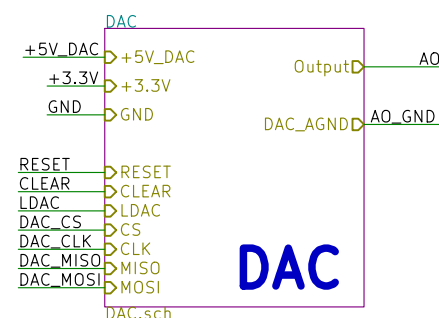 DAC
+5V_DAC +5V_DAC
+3.3V +3.3V
GND GND
Output AO
DAC_AGND AO_GND
RESET RESET
CLEAR CLEAR
LDAC LDAC
DAC_CS CS
DAC_CLK CLK
DAC_MISO MISO
DAC_MOSI MOSI
DAC
DAC.sch